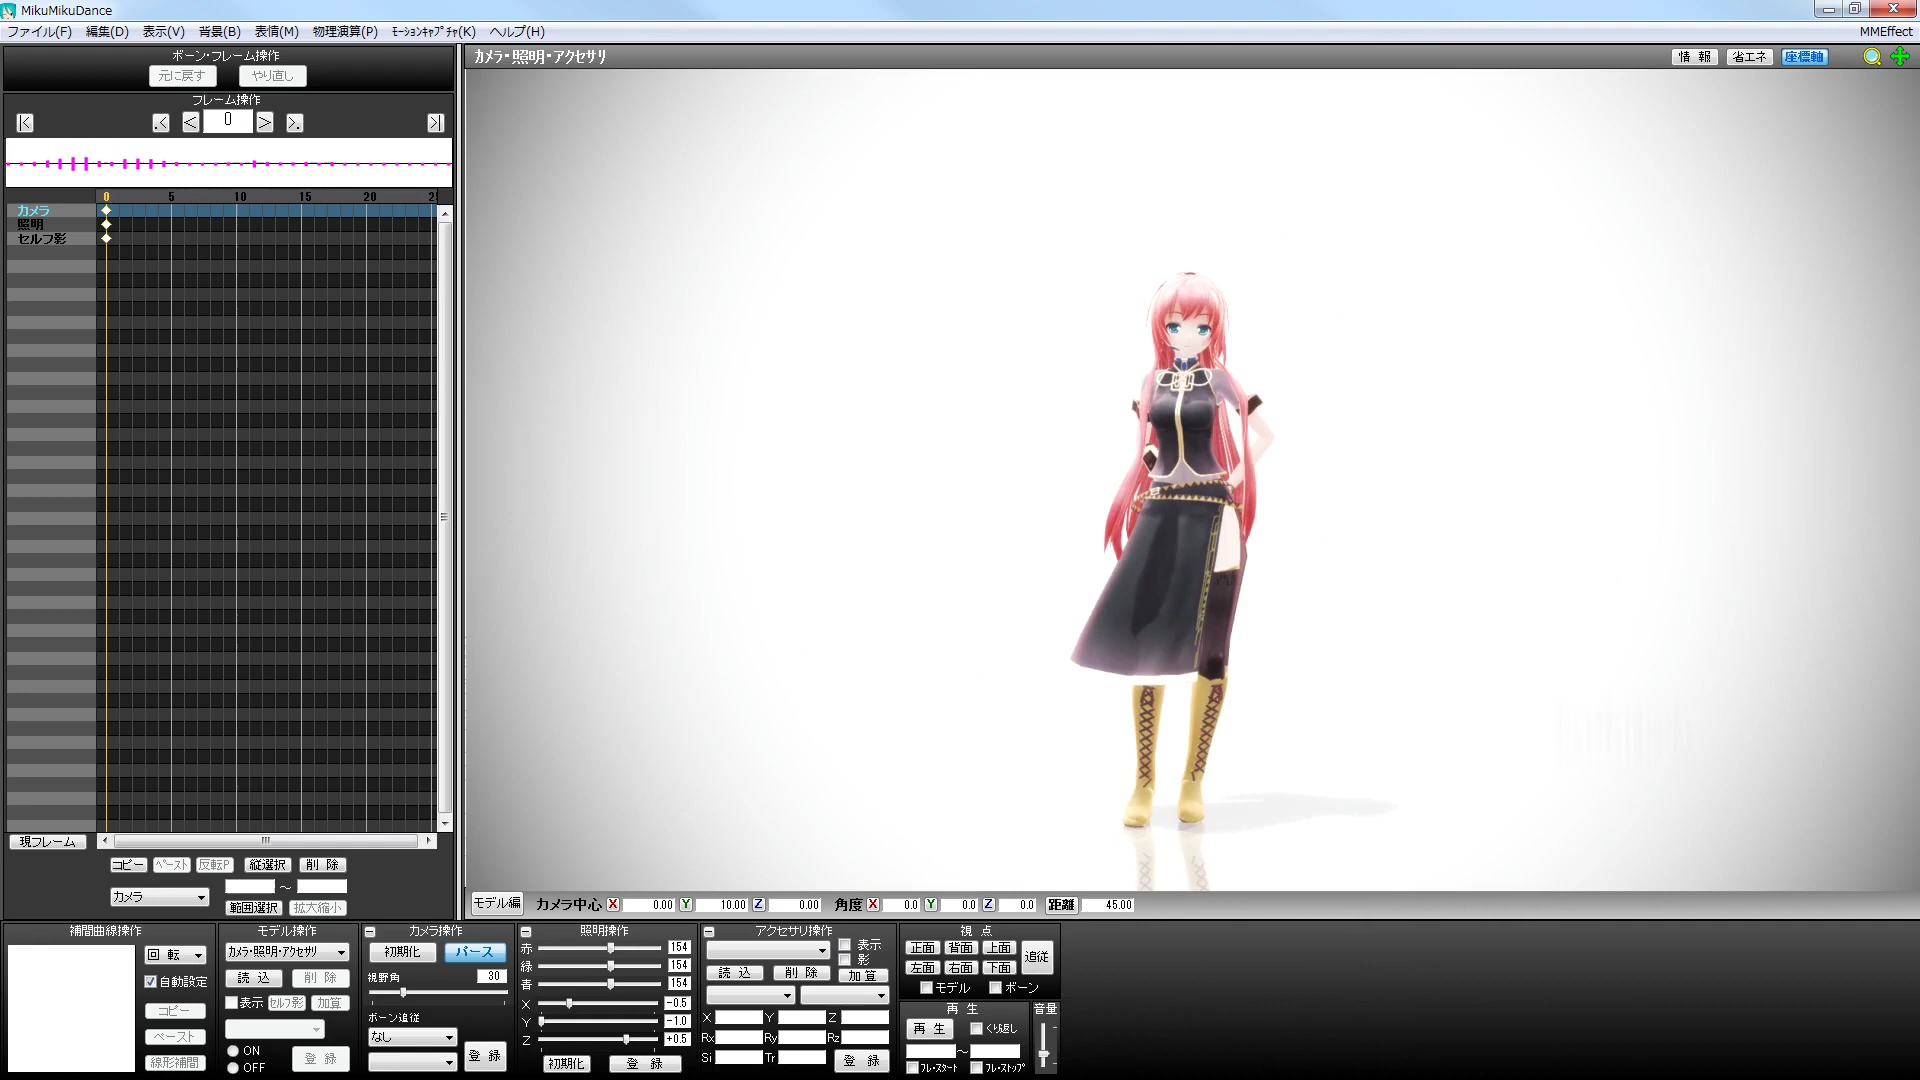 MikuMikuDance
ファイル(F) 編集(D) 表示(V) 背景(B) 表情(M) 物理演算(P) ﾓｰｼｮﾝｷｬﾌﾟﾁｬ(K) ヘルプ(H) MMEffect
ボーン・フレーム操作
元に戻す やり直し
フレーム操作
|< .< < 0 > >. >|
0 5 10 15 20
カメラ
照明
セルフ影
現フレーム
コピー ペースト 反転P 縦選択 削 除
カメラ ～
範囲選択 拡大縮小
カメラ・照明・アクセサリ 情 報 省エネ 座標軸
モデル編 カメラ中心 X 0.00 Y 10.00 Z 0.00 角度 X 0.0 Y 0.0 Z 0.0 距離 45.00
補間曲線操作
回 転
自動設定
コピー
ペースト
線形補間
モデル操作
カメラ・照明・アクセサリ
読 込 削 除
表示 セルフ影 加算
ON
OFF
登 録
カメラ操作
初期化 パース
視野角 30
ボーン追従
なし
登 録
照明操作
赤 154
緑 154
青 154
X -0.5
Y -1.0
Z +0.5
初期化 登 録
アクセサリ操作
表示
影
読 込 削 除 加 算
X Y Z
Rx Ry Rz
Si Tr 登 録
視 点
正面 背面 上面 追従
左面 右面 下面
モデル ボーン
再 生
再 生 くり返し
～
フレ・スタート フレ・ストップ
音量